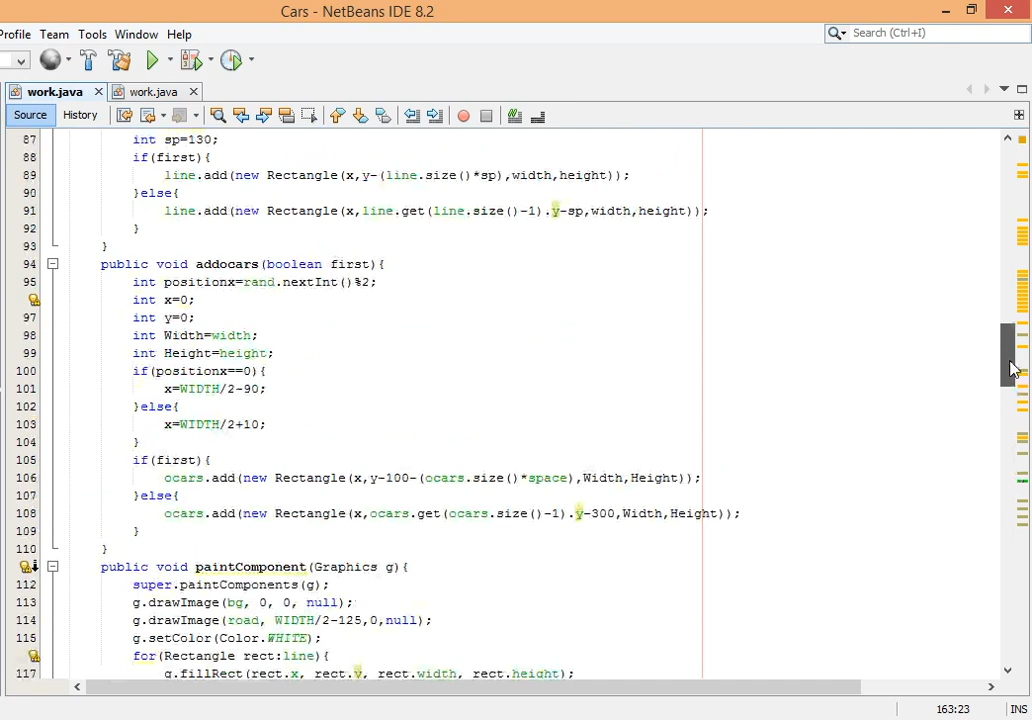 Cars - NetBeans IDE 8.2
Profile Team Tools Window Help
Search (Ctrl+I)
work.java work.java
Source History
87 int sp=130;
88 if(first){
89 line.add(new Rectangle(x,y-(line.size()*sp),width,height));
90 }else{
91 line.add(new Rectangle(x,line.get(line.size()-1).y-sp,width,height));
92 }
93 }
94 public void addocars(boolean first){
95 int positionx=rand.nextInt()%2;
int x=0;
97 int y=0;
98 int Width=width;
99 int Height=height;
100 if(positionx==0){
101 x=WIDTH/2-90;
102 }else{
103 x=WIDTH/2+10;
104 }
105 if(first){
106 ocars.add(new Rectangle(x,y-100-(ocars.size()*space),Width,Height));
107 }else{
108 ocars.add(new Rectangle(x,ocars.get(ocars.size()-1).y-300,Width,Height));
109 }
110 }
public void paintComponent(Graphics g){
112 super.paintComponents(g);
113 g.drawImage(bg, 0, 0, null);
114 g.drawImage(road, WIDTH/2-125,0,null);
115 g.setColor(Color.WHITE);
for(Rectangle rect:line){
117 g.fillRect(rect.x, rect.y, rect.width, rect.height);
163:23 INS